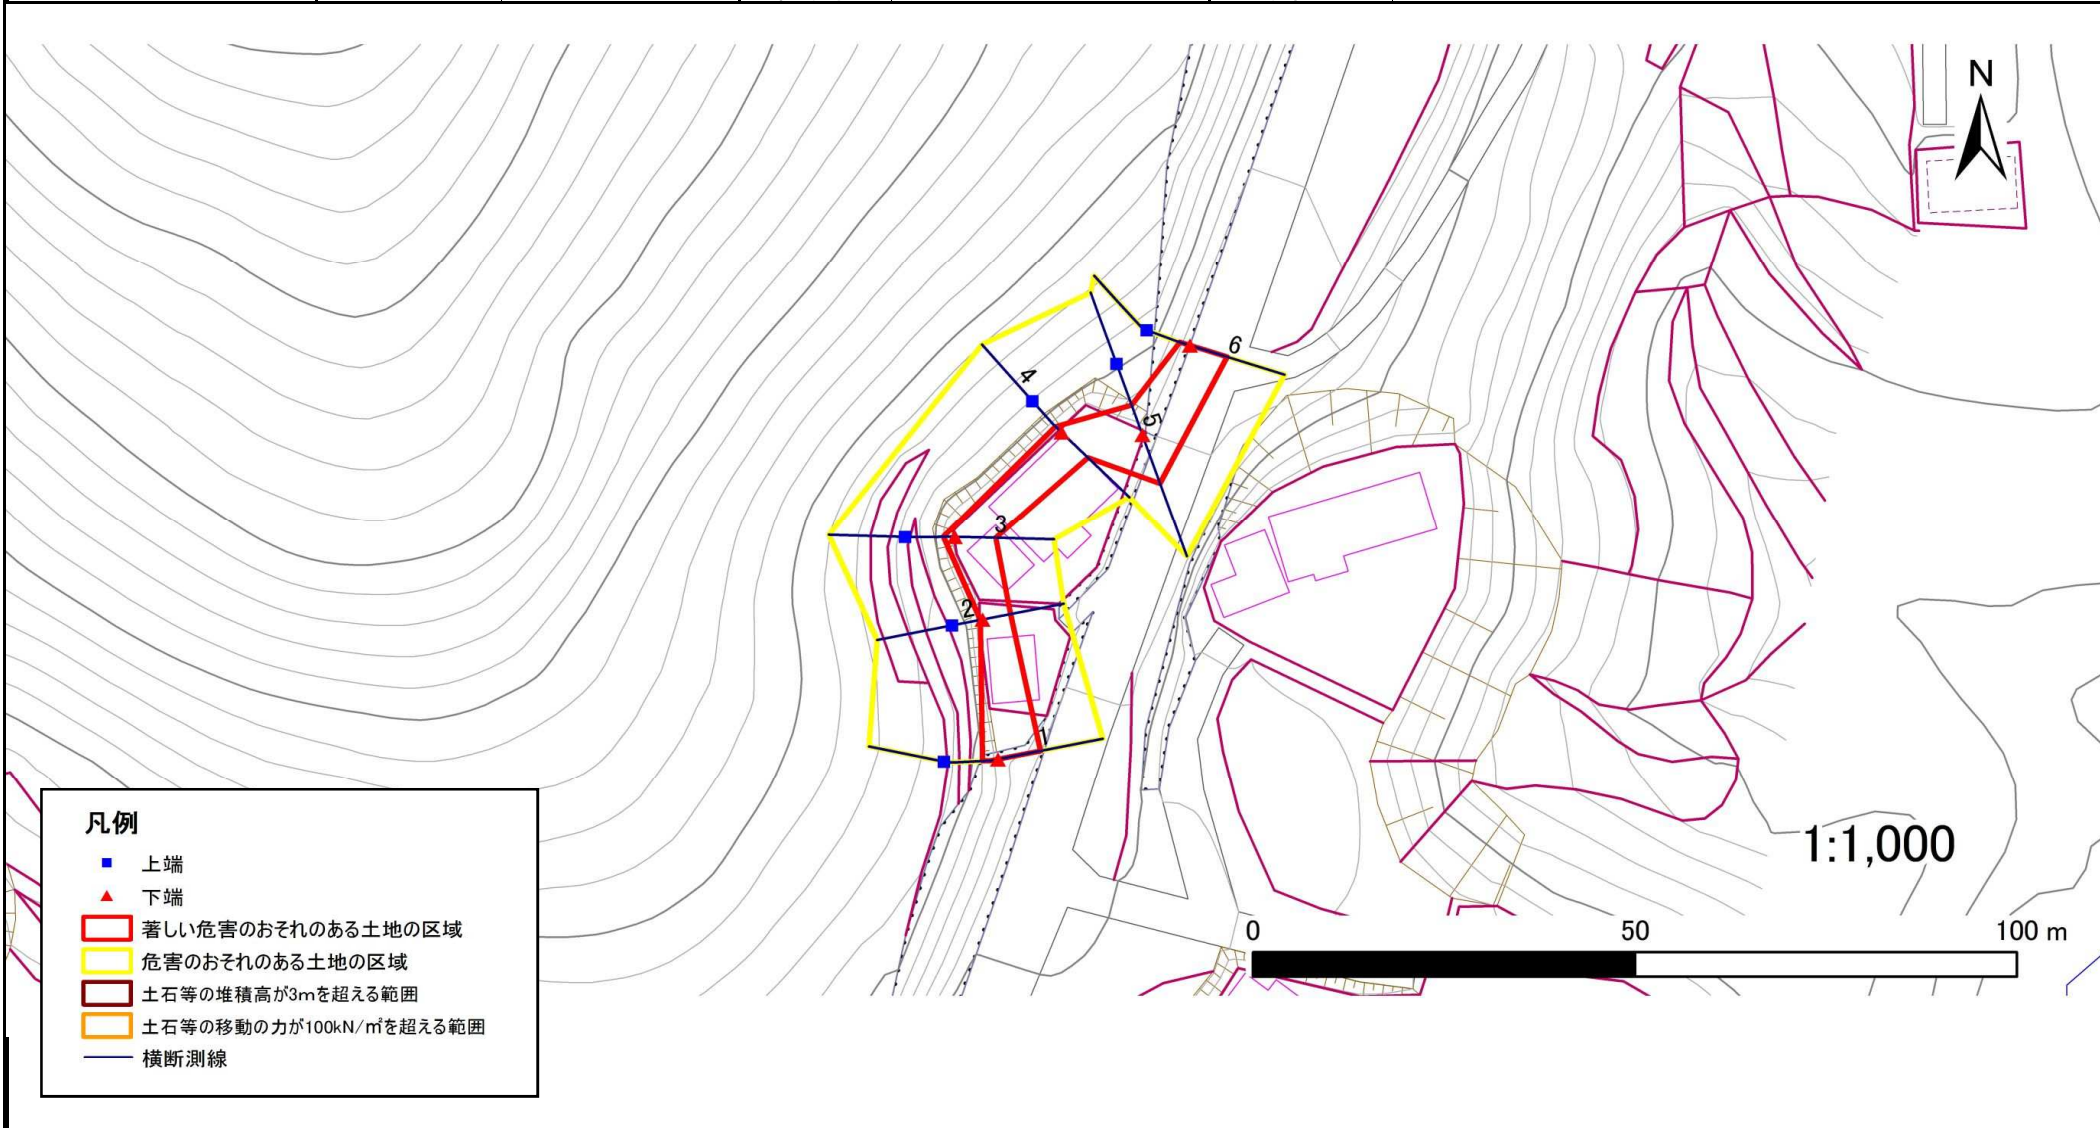 N
6
4
5
3
2
1
凡例
上端
下端
著しい危害のおそれのある土地の区域
危害のおそれのある土地の区域
土石等の堆積高が3mを超える範囲
土石等の移動の力が100kN/㎡を超える範囲
横断測線
1:1,000
0 50 100 m